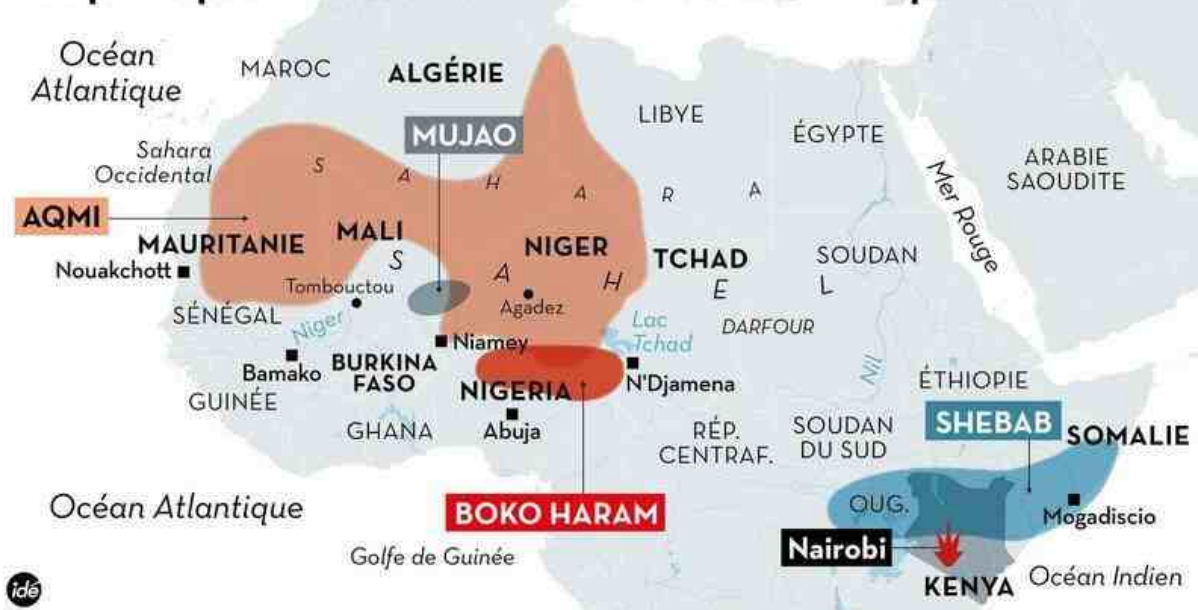 Océan
Atlantique
MAROC
ALGÉRIE
LIBYE
ÉGYPTE
ARABIE
SAOUDITE
MUJAO
Sahara
Occidental
S A H A R A
Mer Rouge
AQMI
MAURITANIE
MALI
NIGER
TCHAD
SOUDAN
Nouakchott
S A H E L
Tombouctou
Agadez
SÉNÉGAL
Niger
Lac
Tchad
DARFOUR
Niamey
Bamako
BURKINA
FASO
NIGERIA
N'Djamena
Nil
ÉTHIOPIE
GUINÉE
GHANA
Abuja
RÉP.
CENTRAF.
SOUDAN
DU SUD
SHEBAB
SOMALIE
Océan Atlantique
BOKO HARAM
OUG.
Mogadiscio
Golfe de Guinée
Nairobi
KENYA
Océan Indien
idé